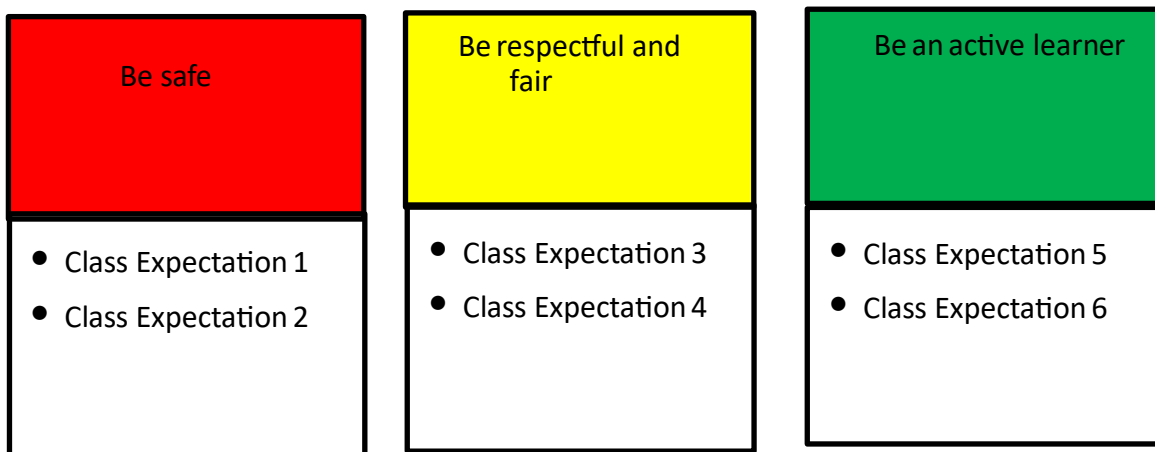 Be safe
• Class Expectation 1
• Class Expectation 2
Be respectful and
fair
• Class Expectation 3
• Class Expectation 4
Be an active learner
• Class Expectation 5
• Class Expectation 6